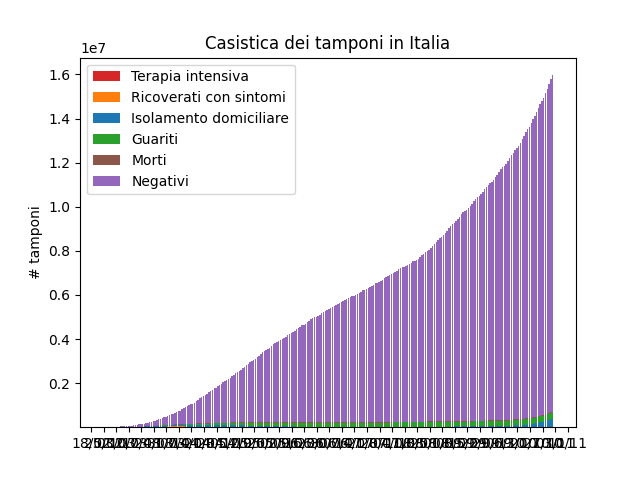 Casistica dei tamponi in Italia
1e7
Terapia intensiva
Ricoverati con sintomi
Isolamento domiciliare
Guariti
Morti
Negativi
1.6
1.4
1.2
1.0
0.8
0.6
0.4
0.2
# tamponi